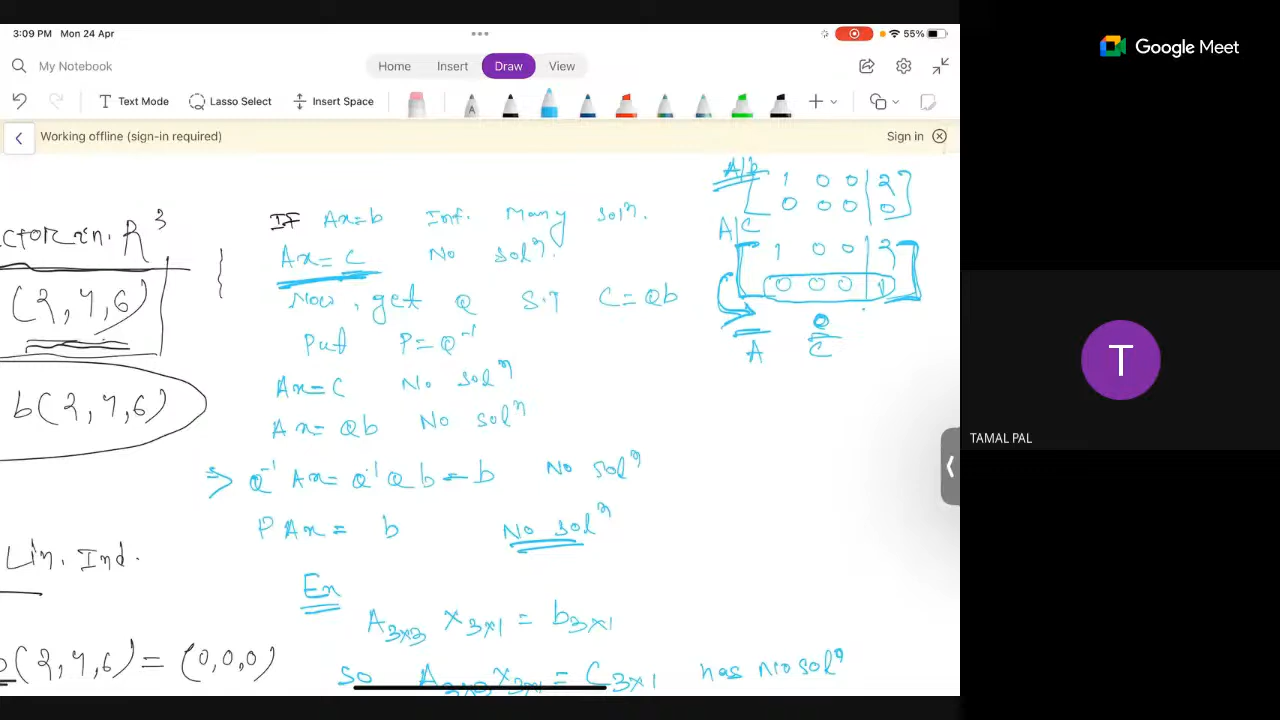 3:09 PM Mon 24 Apr
55%
Google Meet
My Notebook
Home Insert Draw View
Text Mode
Lasso Select
Insert Space
Working offline (sign-in required)
Sign in
ctor in R³
(2,4,6)
b(2,4,6)
Lin. Ind.
(2,4,6) = (0,0,0)
IF Ax=b Inf. Many solⁿ.
Ax=C No solⁿ.
Now, get Q S.T C=Qb
Put P=Q⁻¹
Ax=C No solⁿ
Ax=Qb No solⁿ
⇒ Q⁻¹Ax=Q⁻¹Qb=b No solⁿ
PAx= b No solⁿ
Ex
A₃ₓ₃ X₃ₓ₁ = b₃ₓ₁
so A₃ₓ₃ X₃ₓ₁ = C₃ₓ₁ has no solⁿ
A|b
1 0 0 | 2
0 0 0 | 0
A|C
1 0 0 | 2
0 0 0 | 1
A C
T
TAMAL PAL